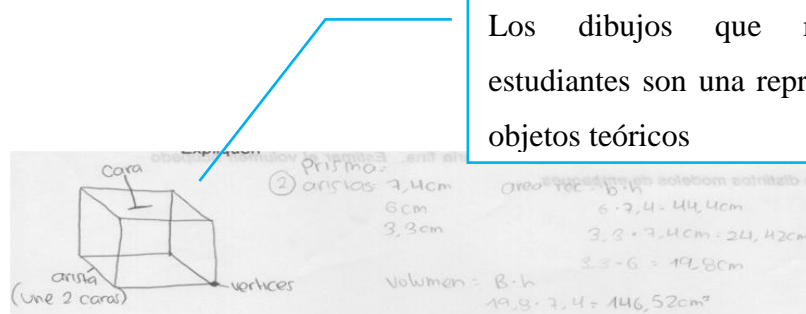 Los dibujos que
estudiantes son una
objetos teóricos
Expliquen
cara
Prisma:
② aristas: 7,4cm
6cm
3,3cm
area rec: b·h
6·7,4=44,4cm
3,3·7,4cm=24,42cm
3,3·6=19,8cm
arista
(une 2 caras)
vertices
volumen = B·h
19,8·7,4=146,52cm³